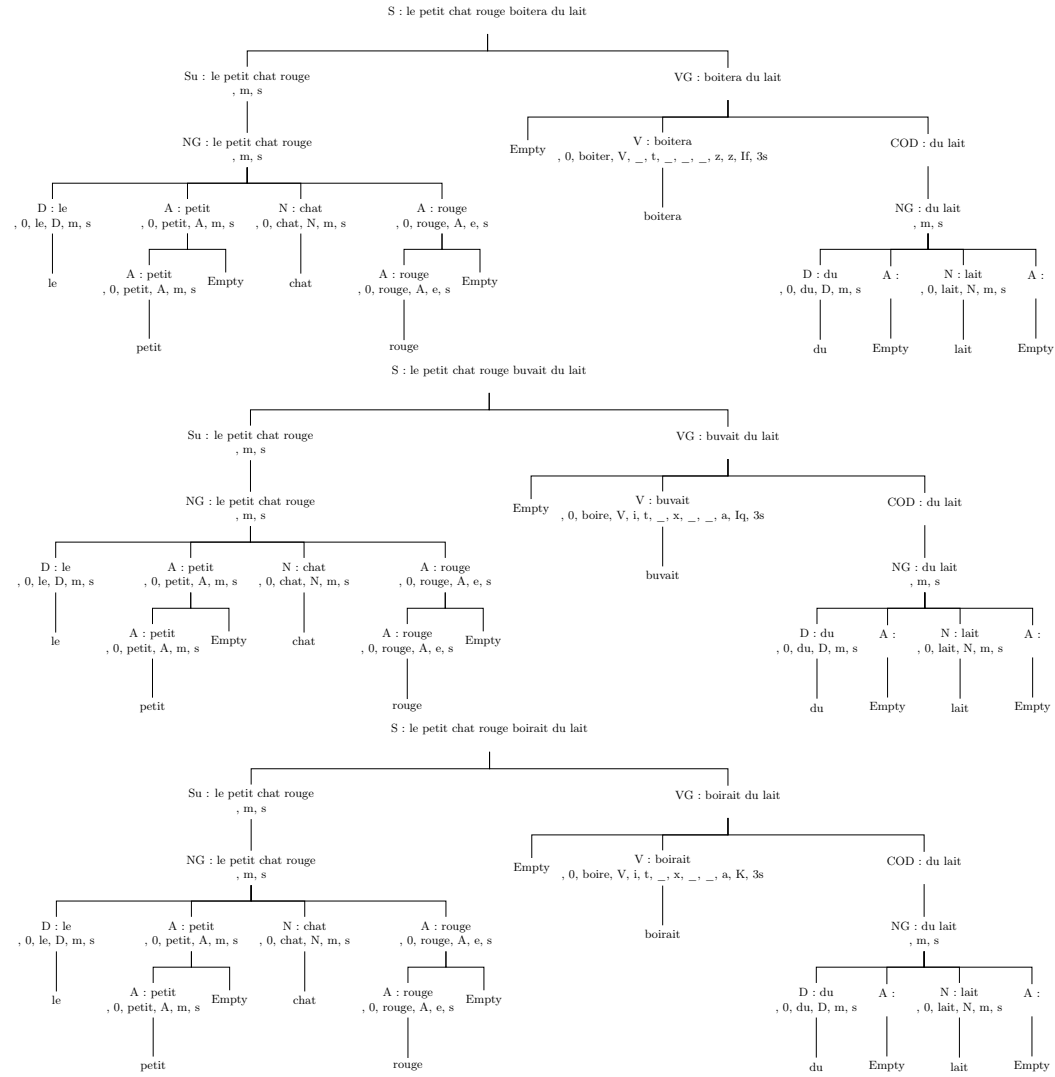 S : le petit chat rouge boitera du lait
Su : le petit chat rouge
, m, s
VG : boitera du lait
NG : le petit chat rouge
, m, s
Empty
V : boitera
, 0, boiter, V, _, t, _, _, _, z, z, If, 3s
COD : du lait
D : le
, 0, le, D, m, s
A : petit
, 0, petit, A, m, s
N : chat
, 0, chat, N, m, s
A : rouge
, 0, rouge, A, e, s
boitera
NG : du lait
, m, s
le
A : petit
, 0, petit, A, m, s
Empty
chat
A : rouge
, 0, rouge, A, e, s
Empty
D : du
, 0, du, D, m, s
A :
N : lait
, 0, lait, N, m, s
A :
petit
rouge
du
Empty
lait
Empty
S : le petit chat rouge buvait du lait
Su : le petit chat rouge
, m, s
VG : buvait du lait
NG : le petit chat rouge
, m, s
Empty
V : buvait
, 0, boire, V, i, t, _, x, _, _, a, Iq, 3s
COD : du lait
D : le
, 0, le, D, m, s
A : petit
, 0, petit, A, m, s
N : chat
, 0, chat, N, m, s
A : rouge
, 0, rouge, A, e, s
buvait
NG : du lait
, m, s
le
A : petit
, 0, petit, A, m, s
Empty
chat
A : rouge
, 0, rouge, A, e, s
Empty
D : du
, 0, du, D, m, s
A :
N : lait
, 0, lait, N, m, s
A :
petit
rouge
du
Empty
lait
Empty
S : le petit chat rouge boirait du lait
Su : le petit chat rouge
, m, s
VG : boirait du lait
NG : le petit chat rouge
, m, s
Empty
V : boirait
, 0, boire, V, i, t, _, x, _, _, a, K, 3s
COD : du lait
D : le
, 0, le, D, m, s
A : petit
, 0, petit, A, m, s
N : chat
, 0, chat, N, m, s
A : rouge
, 0, rouge, A, e, s
boirait
NG : du lait
, m, s
le
A : petit
, 0, petit, A, m, s
Empty
chat
A : rouge
, 0, rouge, A, e, s
Empty
D : du
, 0, du, D, m, s
A :
N : lait
, 0, lait, N, m, s
A :
petit
rouge
du
Empty
lait
Empty